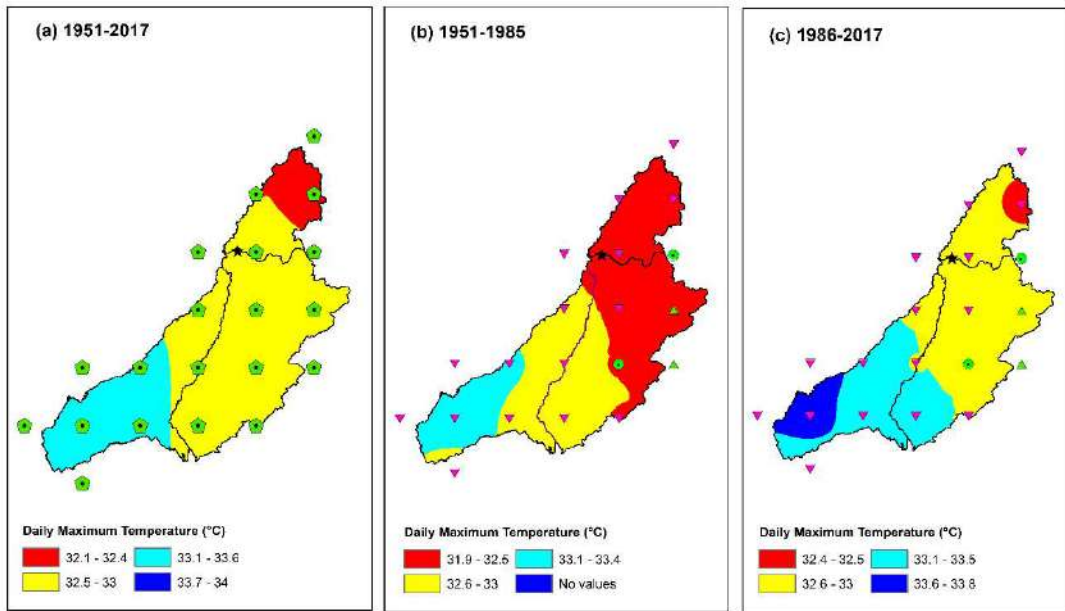 (a) 1951-2017
Daily Maximum Temperature (°C)
32.1 - 32.4
33.1 - 33.6
32.5 - 33
33.7 - 34
(b) 1951-1985
Daily Maximum Temperature (°C)
31.9 - 32.5
33.1 - 33.4
32.6 - 33
No values
(c) 1986-2017
Daily Maximum Temperature (°C)
32.4 - 32.5
33.1 - 33.5
32.6 - 33
33.6 - 33.8